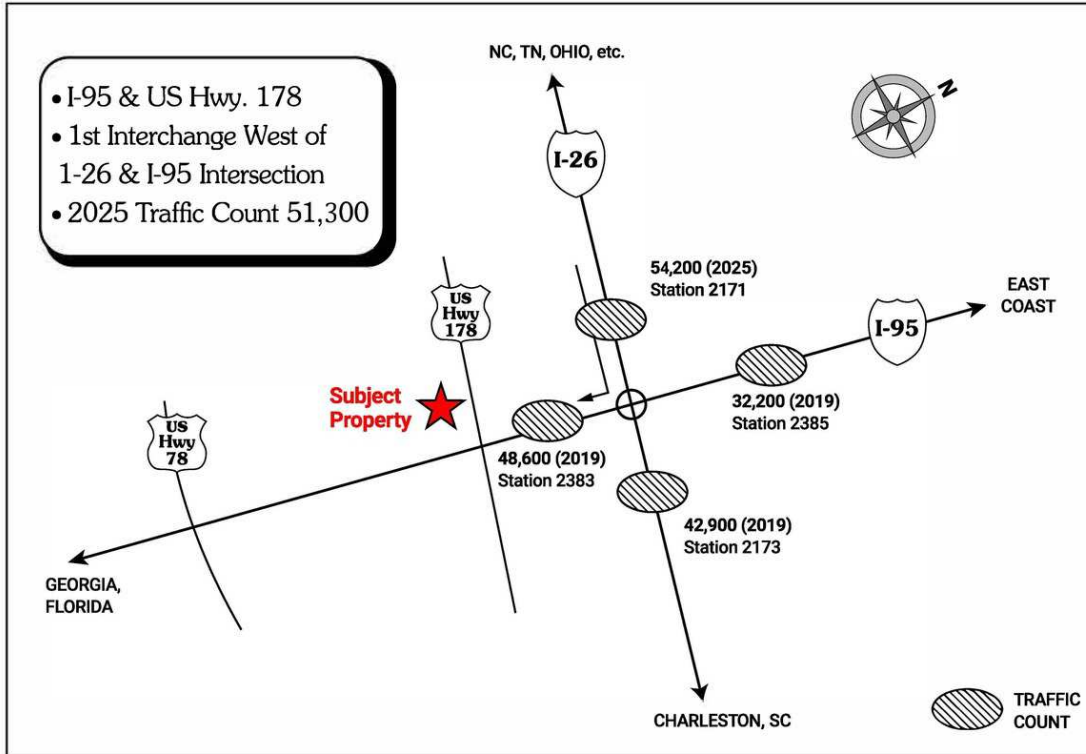 • I-95 & US Hwy. 178
• 1st Interchange West of
1-26 & I-95 Intersection
• 2025 Traffic Count 51,300
NC, TN, OHIO, etc.
N
I-26
54,200 (2025)
Station 2171
EAST
COAST
I-95
US
Hwy
178
Subject
Property
32,200 (2019)
Station 2385
US
Hwy
78
48,600 (2019)
Station 2383
42,900 (2019)
Station 2173
GEORGIA,
FLORIDA
CHARLESTON, SC
TRAFFIC
COUNT